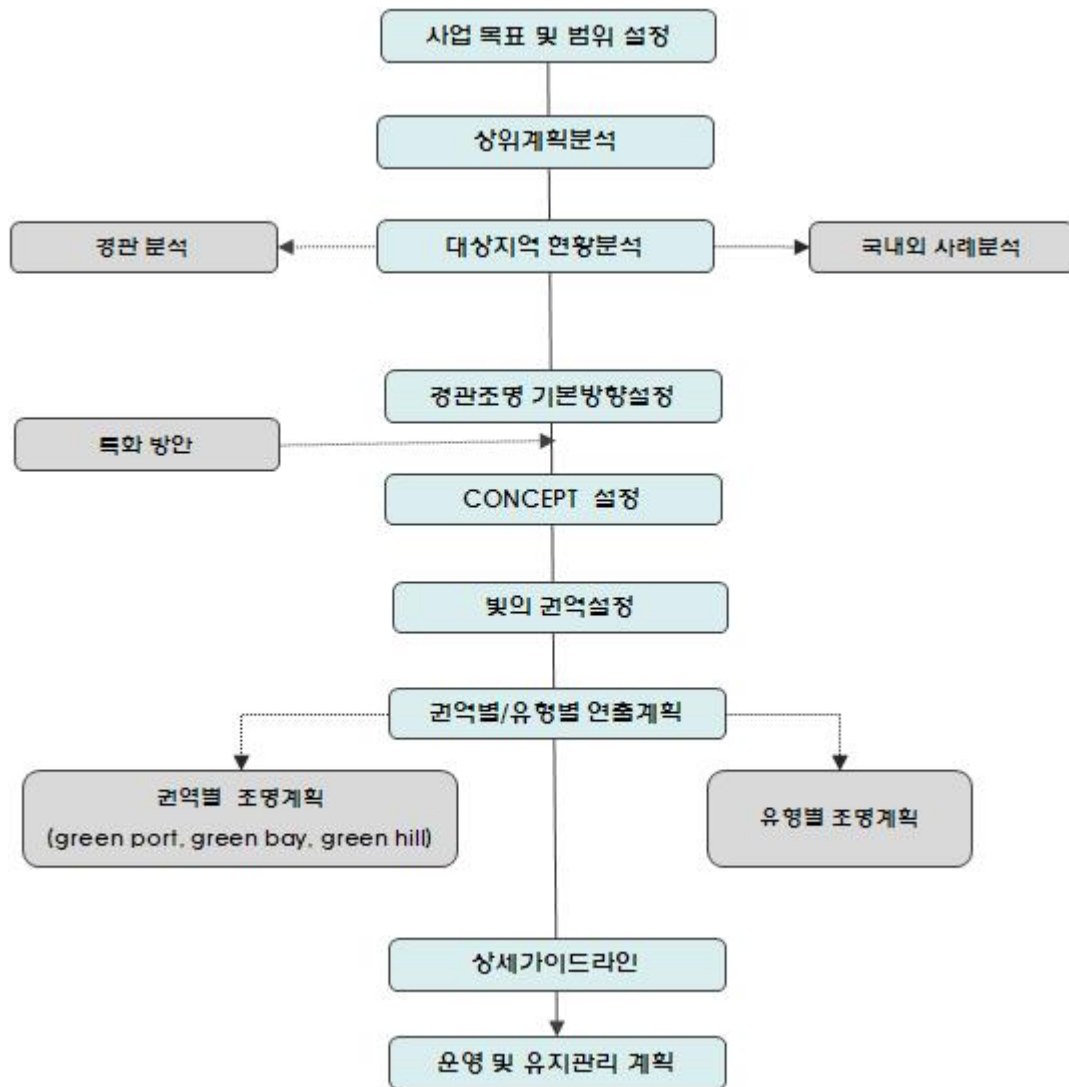 사업 목표 및 범위 설정
상위계획분석
경관 분석
대상지역 현황분석
국내외 사례분석
경관조명 기본방향설정
특화 방안
CONCEPT 설정
빛의 권역설정
권역별/유형별 연출계획
권역별 조명계획
(green port, green bay, green hill)
유형별 조명계획
상세가이드라인
운영 및 유지관리 계획